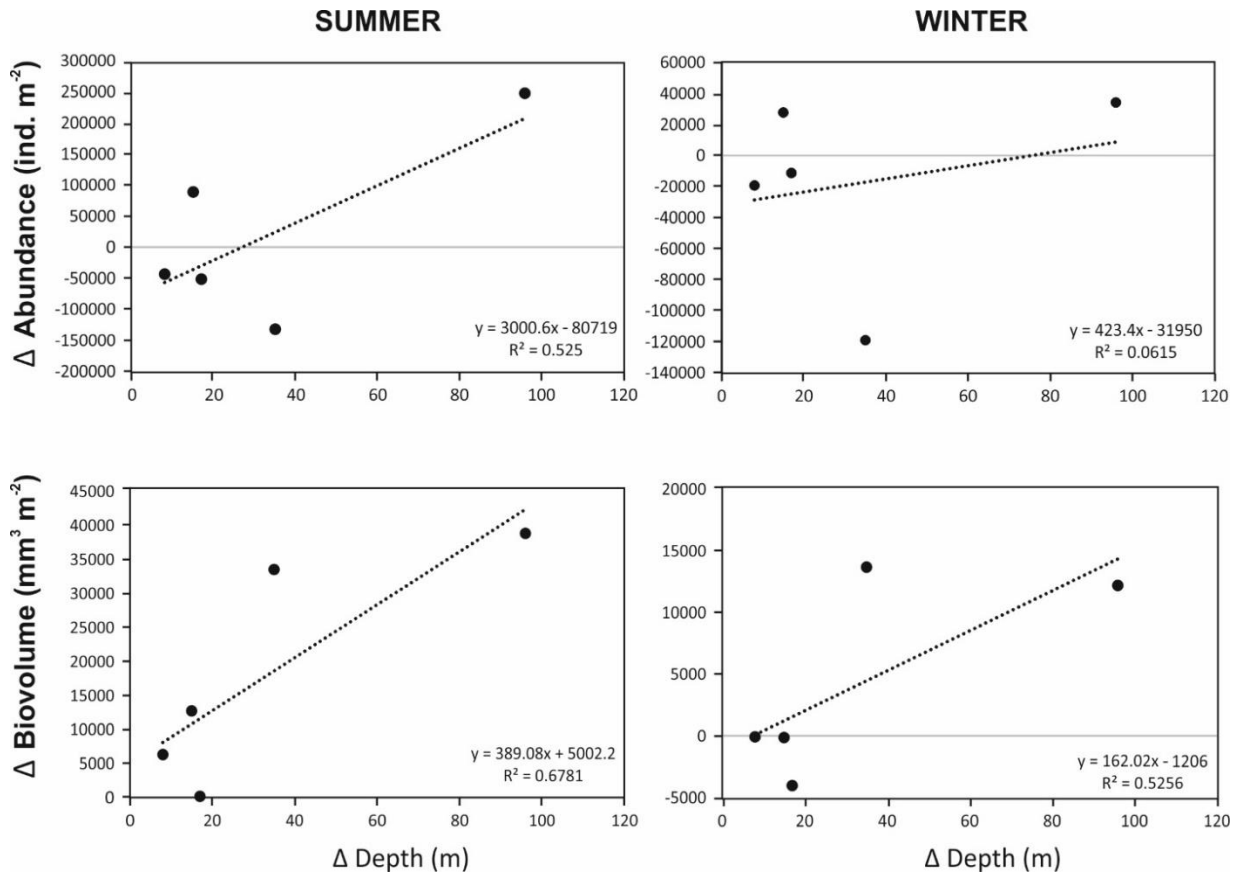 SUMMER
WINTER
Δ Abundance (ind. m⁻²)
300000
250000
200000
150000
100000
50000
0
-50000
-100000
-150000
-200000
0 20 40 60 80 100 120
y = 3000.6x - 80719
R² = 0.525
60000
40000
20000
0
-20000
-40000
-60000
-80000
-100000
-120000
-140000
0 20 40 60 80 100 120
y = 423.4x - 31950
R² = 0.0615
Δ Biovolume (mm³ m⁻²)
45000
40000
35000
30000
25000
20000
15000
10000
5000
0
0 20 40 60 80 100 120
y = 389.08x + 5002.2
R² = 0.6781
Δ Depth (m)
20000
15000
10000
5000
0
-5000
0 20 40 60 80 100 120
y = 162.02x - 1206
R² = 0.5256
Δ Depth (m)